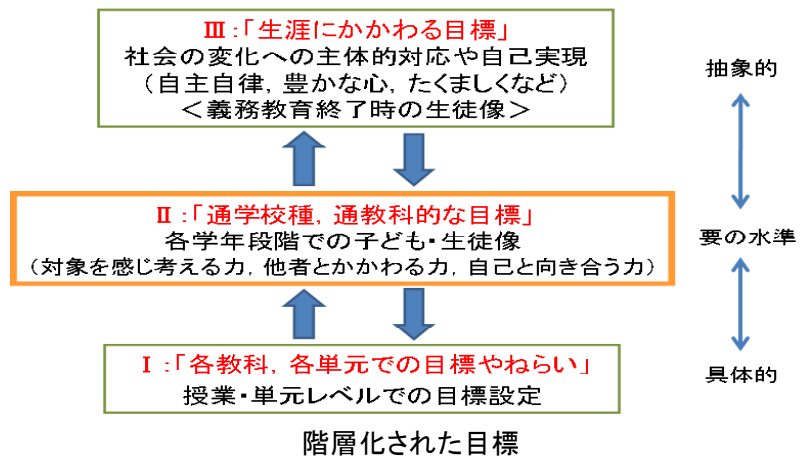 Ⅲ:「生涯にかかわる目標」
社会の変化への主体的対応や自己実現
(自主自律,豊かな心,たくましくなど)
<義務教育終了時の生徒像>
抽象的
Ⅱ:「通学校種,通教科的な目標」
各学年段階での子ども・生徒像
(対象を感じ考える力,他者とかかわる力,自己と向き合う力)
要の水準
Ⅰ:「各教科,各単元での目標やねらい」
授業・単元レベルでの目標設定
具体的
階層化された目標